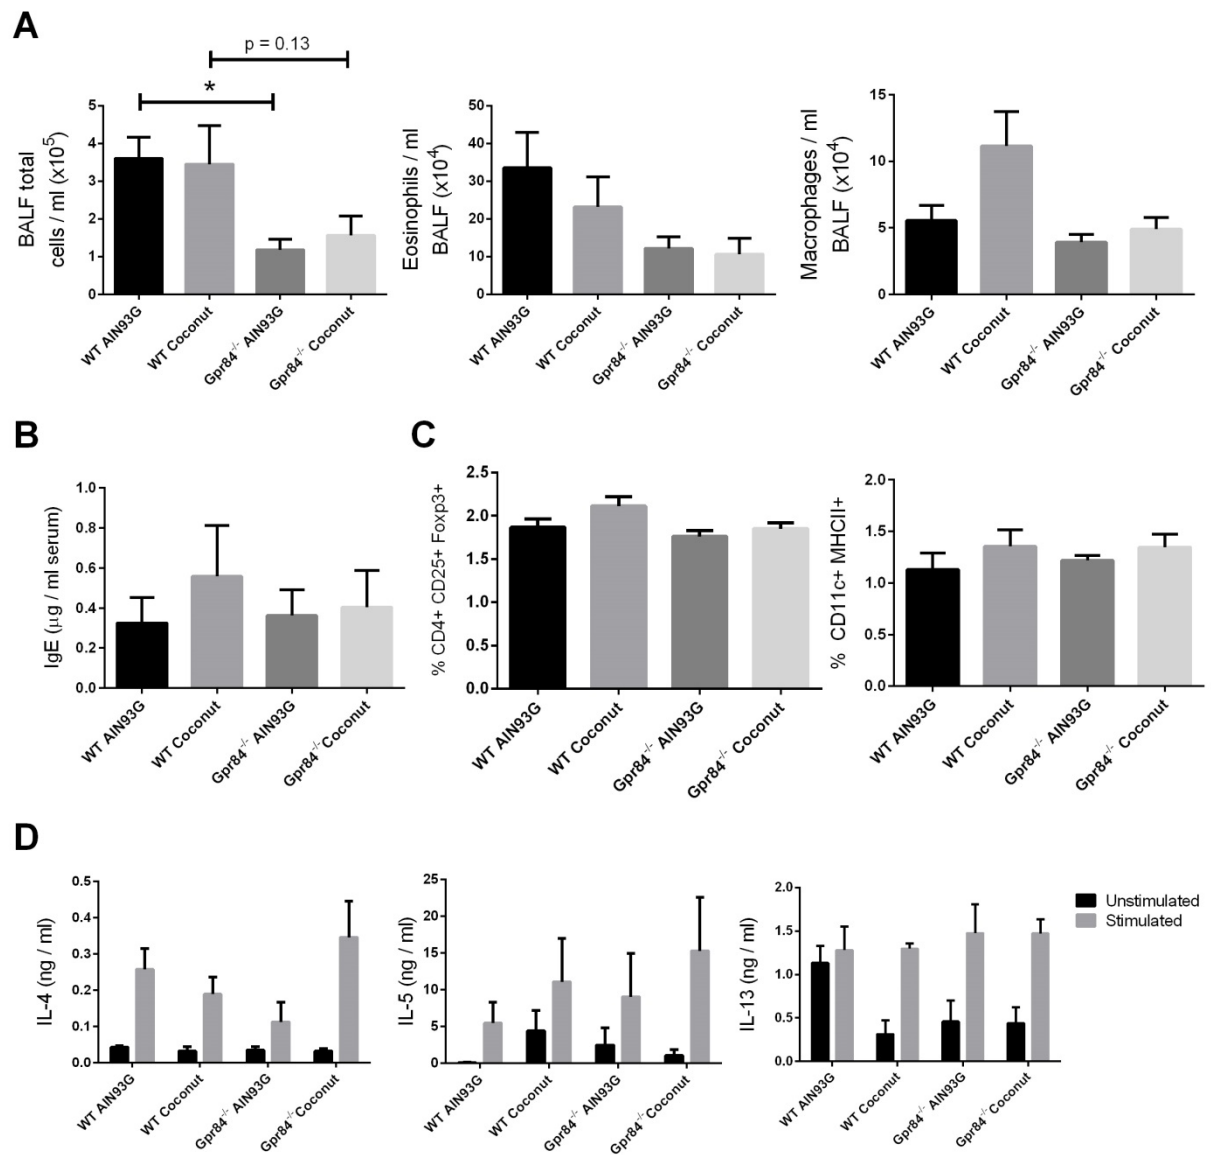 A
p = 0.13
*
BALF total
cells / ml (x10⁵)
5
4
3
2
1
0
WT AIN93G
WT Coconut
Gpr84⁻/⁻ AIN93G
Gpr84⁻/⁻ Coconut
Eosinophils / ml
BALF (x10⁴)
50
40
30
20
10
0
WT AIN93G
WT Coconut
Gpr84⁻/⁻ AIN93G
Gpr84⁻/⁻ Coconut
Macrophages / ml
BALF (x10⁴)
15
10
5
0
WT AIN93G
WT Coconut
Gpr84⁻/⁻ AIN93G
Gpr84⁻/⁻ Coconut
B
IgE (μg / ml serum)
1.0
0.8
0.6
0.4
0.2
0.0
WT AIN93G
WT Coconut
Gpr84⁻/⁻ AIN93G
Gpr84⁻/⁻ Coconut
C
% CD4+ CD25+ Foxp3+
2.5
2.0
1.5
1.0
0.5
0.0
WT AIN93G
WT Coconut
Gpr84⁻/⁻ AIN93G
Gpr84⁻/⁻ Coconut
% CD11c+ MHCII+
2.0
1.5
1.0
0.5
0.0
WT AIN93G
WT Coconut
Gpr84⁻/⁻ AIN93G
Gpr84⁻/⁻ Coconut
D
IL-4 (ng / ml)
0.5
0.4
0.3
0.2
0.1
0.0
WT AIN93G
WT Coconut
Gpr84⁻/⁻ AIN93G
Gpr84⁻/⁻ Coconut
IL-5 (ng / ml)
25
20
15
10
5
0
WT AIN93G
WT Coconut
Gpr84⁻/⁻ AIN93G
Gpr84⁻/⁻ Coconut
IL-13 (ng / ml)
2.0
1.5
1.0
0.5
0.0
WT AIN93G
WT Coconut
Gpr84⁻/⁻ AIN93G
Gpr84⁻/⁻ Coconut
Unstimulated
Stimulated